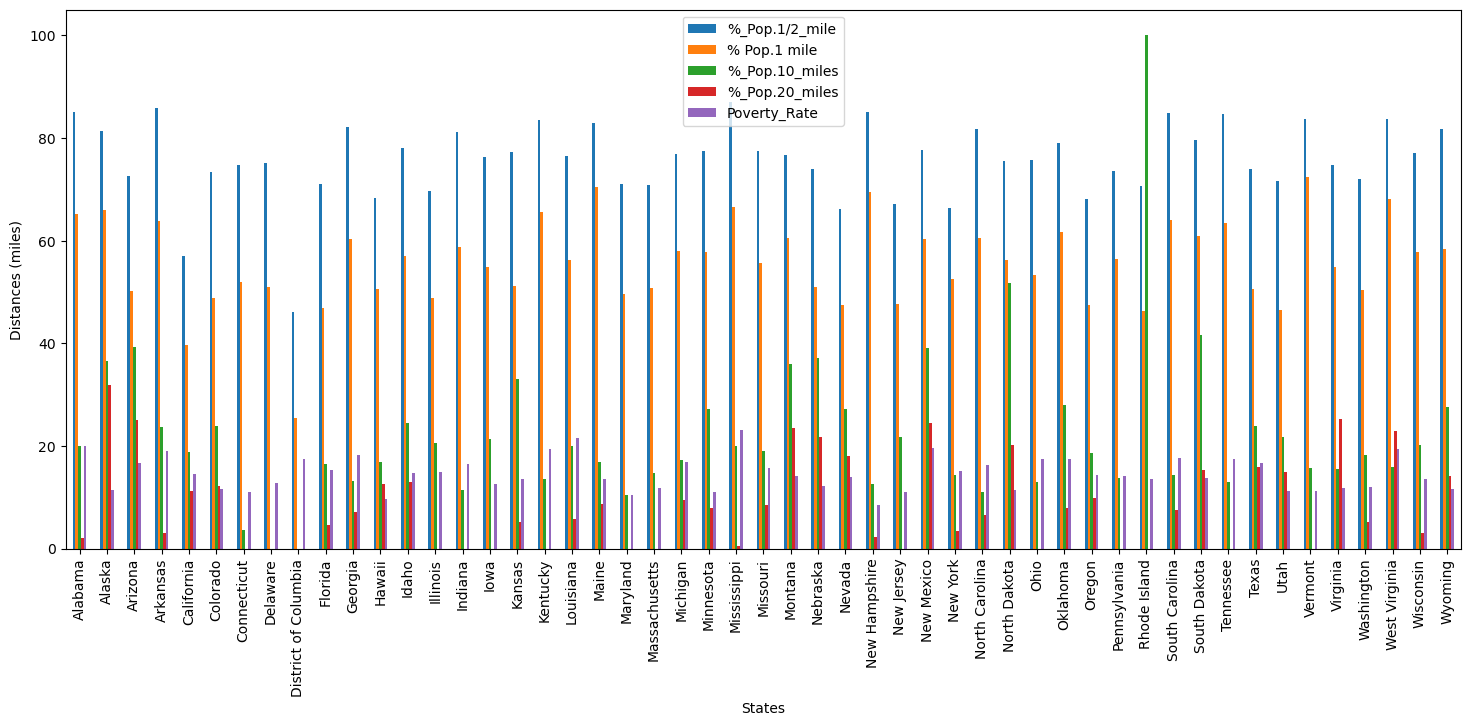 %_Pop.1/2_mile
% Pop.1 mile
%_Pop.10_miles
%_Pop.20_miles
Poverty_Rate
100
80
60
40
20
0
Distances (miles)
Alabama
Alaska
Arizona
Arkansas
California
Colorado
Connecticut
Delaware
District of Columbia
Florida
Georgia
Hawaii
Idaho
Illinois
Indiana
Iowa
Kansas
Kentucky
Louisiana
Maine
Maryland
Massachusetts
Michigan
Minnesota
Mississippi
Missouri
Montana
Nebraska
Nevada
New Hampshire
New Jersey
New Mexico
New York
North Carolina
North Dakota
Ohio
Oklahoma
Oregon
Pennsylvania
Rhode Island
South Carolina
South Dakota
Tennessee
Texas
Utah
Vermont
Virginia
Washington
West Virginia
Wisconsin
Wyoming
States